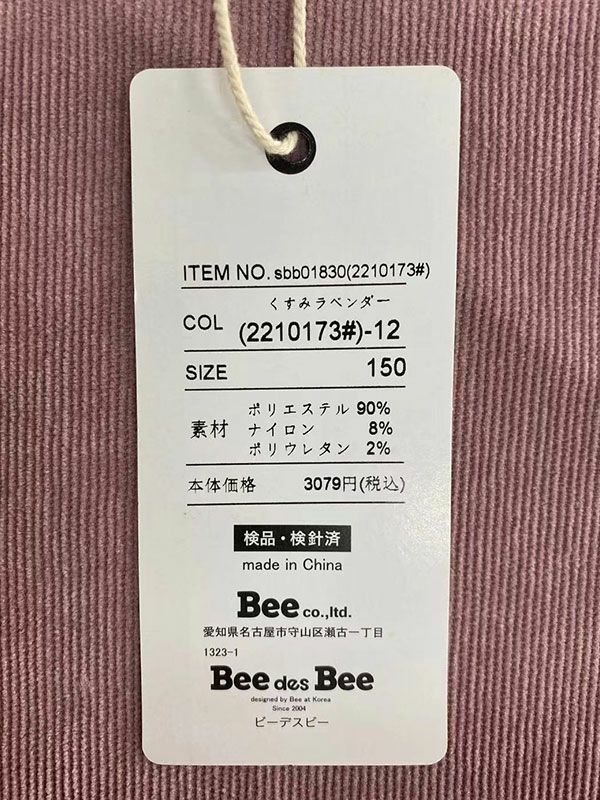 ITEM NO. sbb01830(2210173#)
くすみラベンダー
COL (2210173#)-12
SIZE 150
素材 ポリエステル 90%
ナイロン 8%
ポリウレタン 2%
本体価格 3079円(税込)
検品・検針済
made in China
Bee co.,ltd.
愛知県名古屋市守山区瀬古一丁目
1323-1
Bee des Bee
designed by Bee at Korea
Since 2004
ビーデスビー